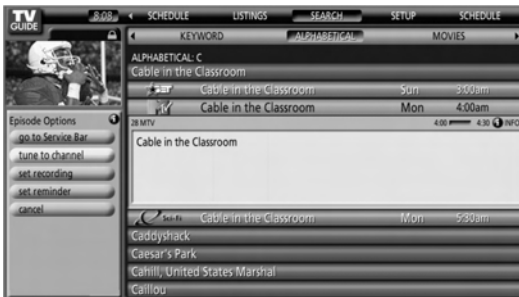 TV GUIDE 8:08 SCHEDULE LISTINGS SEARCH SETUP SCHEDULE
KEYWORD ALPHABETICAL MOVIES
ALPHABETICAL: C
Cable in the Classroom
Cable in the Classroom Sun 3:00am
Cable in the Classroom Mon 4:00am
Episode Options
28 MTV 4:00 4:30 INFO
Cable in the Classroom
go to Service Bar
tune to channel
set recording
set reminder
cancel
Sci-Fi Cable in the Classroom Mon 5:30am
Caddyshack
Caesar's Park
Cahill, United States Marshal
Caillou